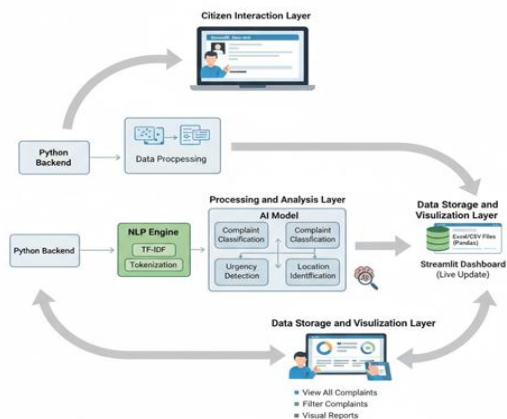 Citizen Interaction Layer
Python
Backend
Data Procpessing
Processing and Analysis Layer
AI Model
NLP Engine
TF-IDF
Tokenization
Python Backend
Complaint
Classification
Complaint
Classfication
Urgency
Detection
Location
Identification
Data Storage and
Visulization Layer
Excel/CSV Files
(Pandas)
Streamlit Dashboard
(Live Update)
Data Storage and Visulization Layer
View All Complaints
Filter Complaints
Visual Reports